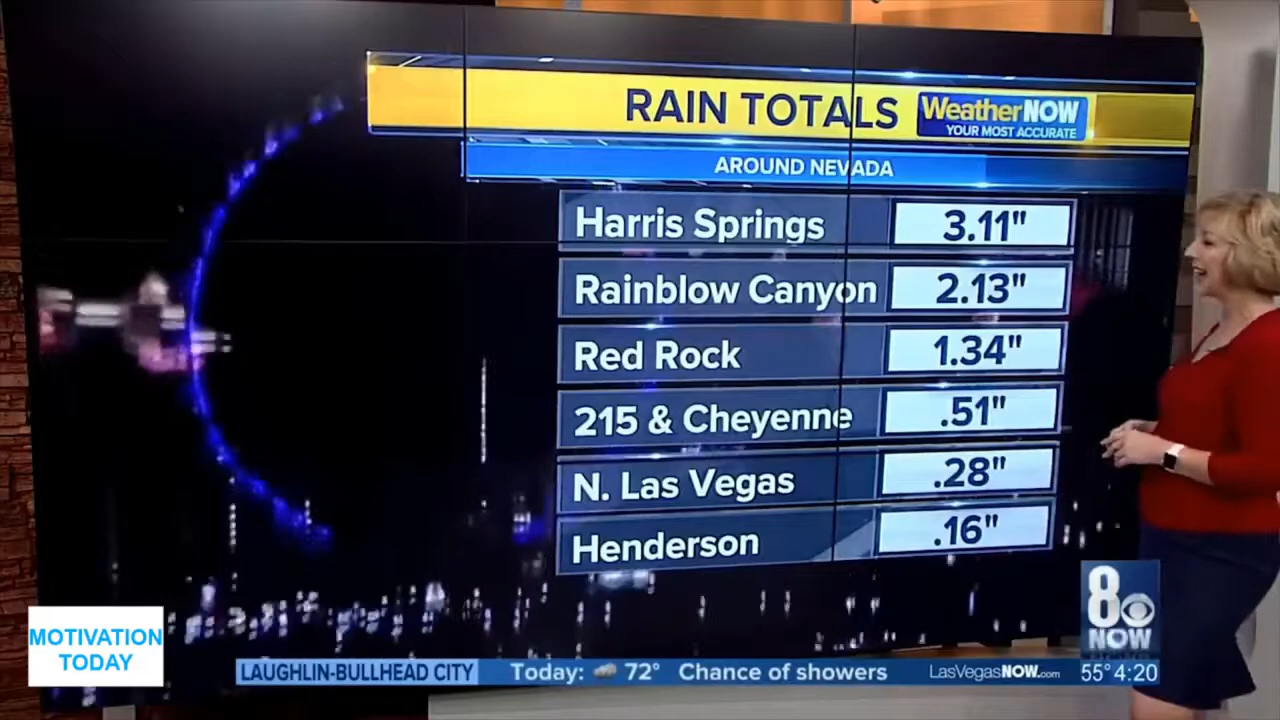 RAIN TOTALS
WeatherNOW
YOUR MOST ACCURATE
AROUND NEVADA
Harris Springs 3.11"
Rainblow Canyon 2.13"
Red Rock 1.34"
215 & Cheyenne .51"
N. Las Vegas .28"
Henderson .16"
8
NOW
MOTIVATION
TODAY
LAUGHLIN-BULLHEAD CITY Today: 72° Chance of showers LasVegasNOW.com 55° 4:20